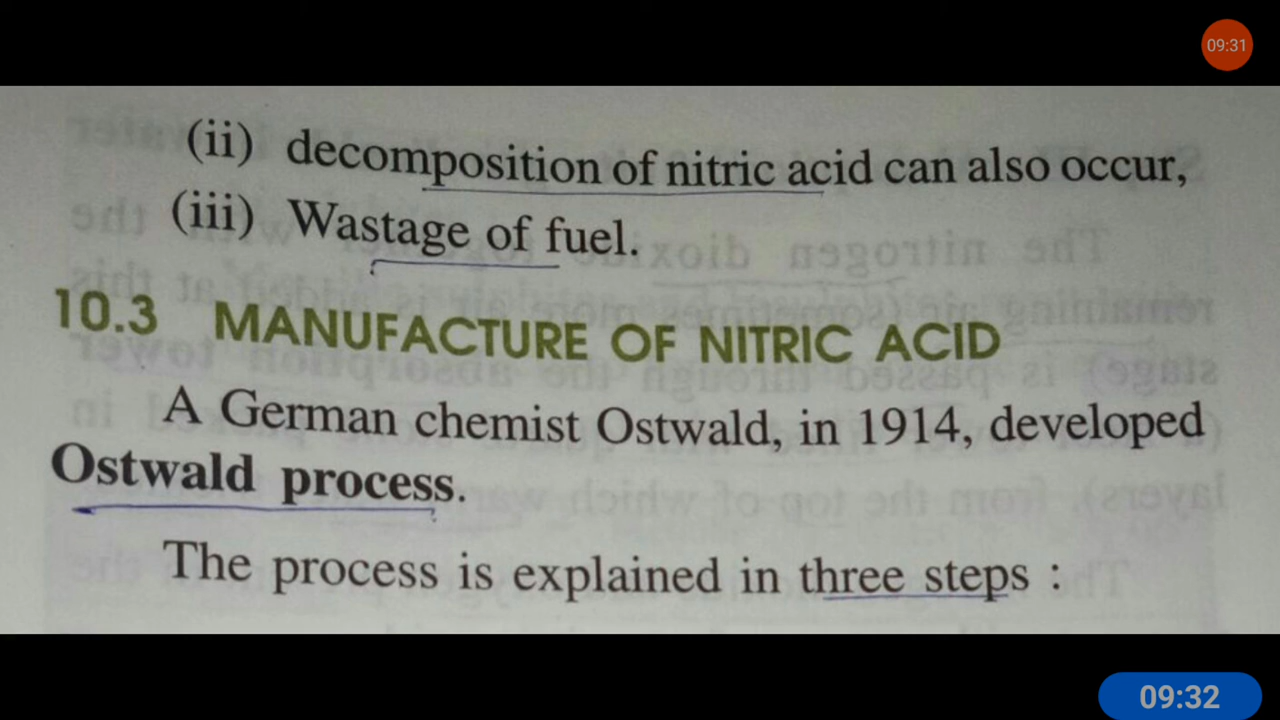 09:31
(ii) decomposition of nitric acid can also occur,
(iii) Wastage of fuel.
10.3 MANUFACTURE OF NITRIC ACID
A German chemist Ostwald, in 1914, developed
Ostwald process.
The process is explained in three steps :
09:32